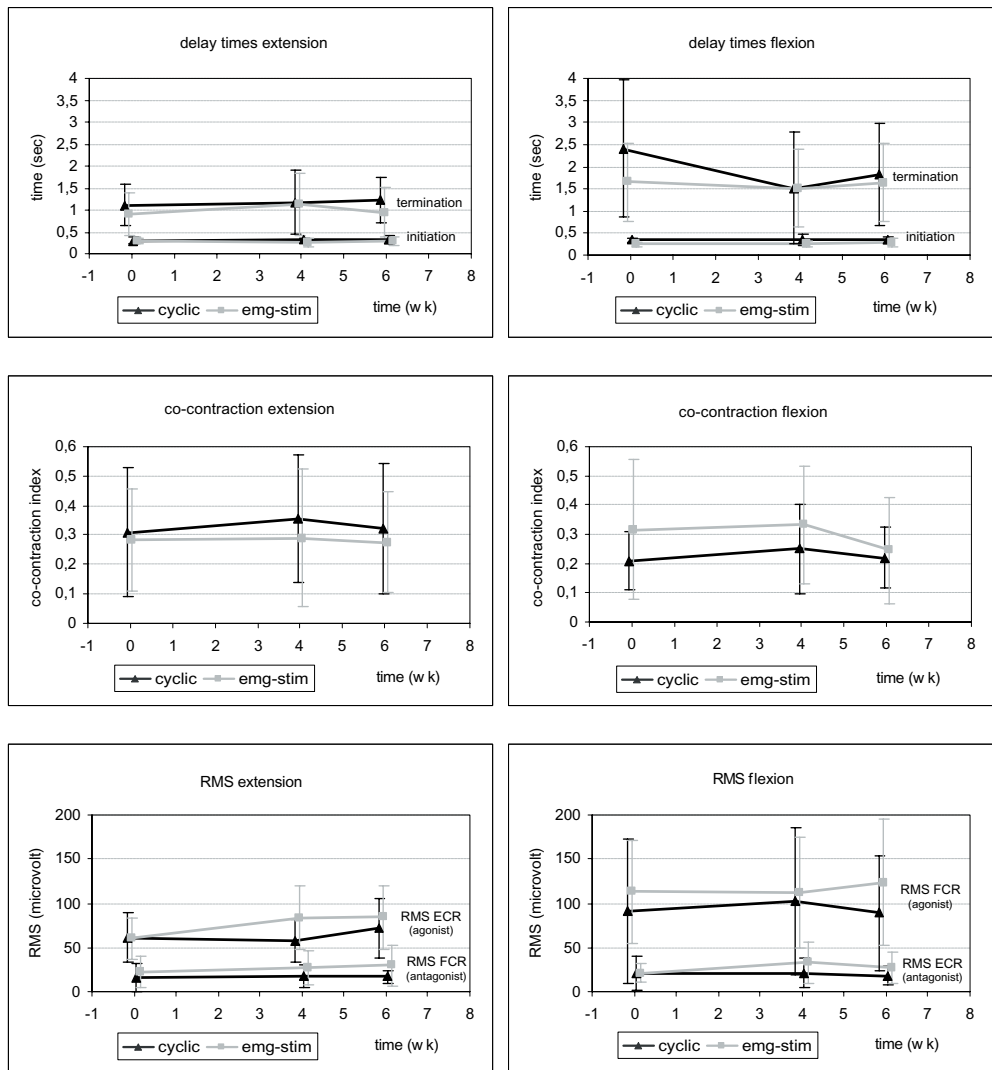 delay times extension
time (sec)
4
3,5
3
2,5
2
1,5
1
0,5
0
termination
initiation
-1 0 1 2 3 4 5 6 7 8
cyclic emg-stim time (w k)
delay times flexion
time (sec)
4
3,5
3
2,5
2
1,5
1
0,5
0
termination
initiation
-1 0 1 2 3 4 5 6 7 8
cyclic emg-stim time (w k)
co-contraction extension
co-contraction index
0,6
0,5
0,4
0,3
0,2
0,1
0
-1 0 1 2 3 4 5 6 7 8
cyclic emg-stim time (w k)
co-contraction flexion
co-contraction index
0,6
0,5
0,4
0,3
0,2
0,1
0
-1 0 1 2 3 4 5 6 7 8
cyclic emg-stim time (w k)
RMS extension
RMS (microvolt)
200
150
100
50
0
RMS ECR
(agonist)
RMS FCR
(antagonist)
-1 0 1 2 3 4 5 6 7 8
cyclic emg-stim time (w k)
RMS flexion
RMS (microvolt)
200
150
100
50
0
RMS FCR
(agonist)
RMS ECR
(antagonist)
-1 0 1 2 3 4 5 6 7 8
cyclic emg-stim time (w k)